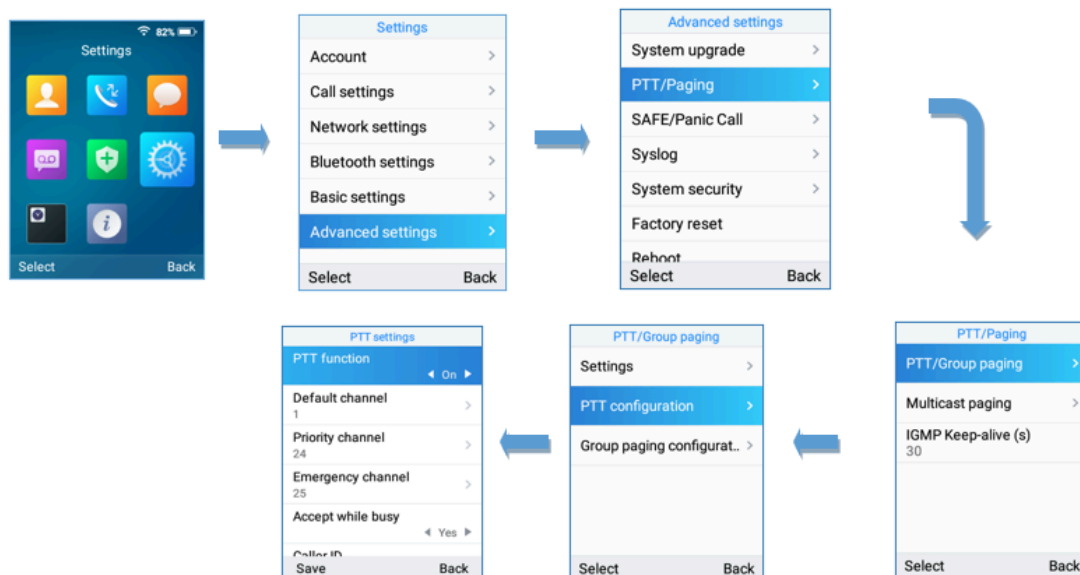 82%
Settings
Select Back
Settings
Account
Call settings
Network settings
Bluetooth settings
Basic settings
Advanced settings
Select Back
Advanced settings
System upgrade
PTT/Paging
SAFE/Panic Call
Syslog
System security
Factory reset
Reboot
Select Back
PTT/Paging
PTT/Group paging
Multicast paging
IGMP Keep-alive (s)
30
Select Back
PTT/Group paging
Settings
PTT configuration
Group paging configurat..
Select Back
PTT settings
PTT function
On
Default channel
1
Priority channel
24
Emergency channel
25
Accept while busy
Yes
Caller ID
Save Back